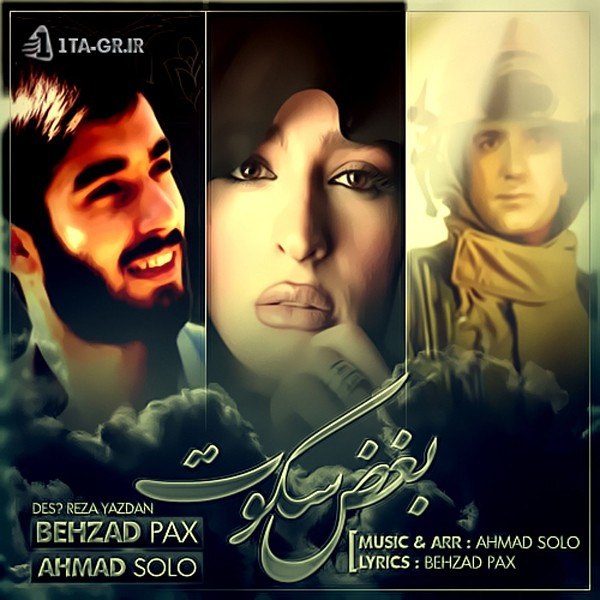 1TA-GR.IR
بغض سکوت
DES? REZA YAZDAN
BEHZAD PAX
AHMAD SOLO
[MUSIC & ARR : AHMAD SOLO
LYRICS : BEHZAD PAX